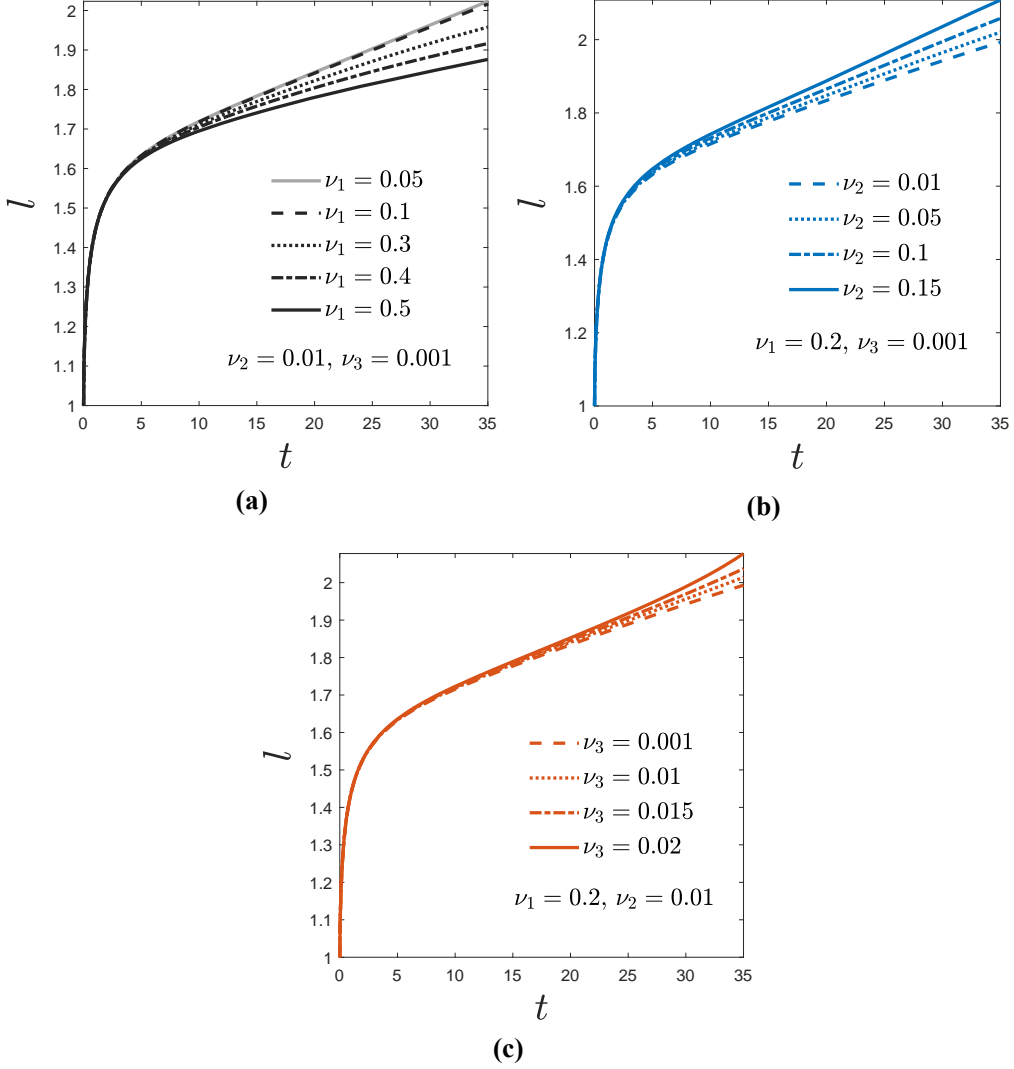 2
1.9
1.8
1.7
1.6
1.5
1.4
1.3
1.2
1.1
1
l
ν₁ = 0.05
ν₁ = 0.1
ν₁ = 0.3
ν₁ = 0.4
ν₁ = 0.5
ν₂ = 0.01, ν₃ = 0.001
0 5 10 15 20 25 30 35
t
(a)
2
1.8
1.6
1.4
1.2
1
l
ν₂ = 0.01
ν₂ = 0.05
ν₂ = 0.1
ν₂ = 0.15
ν₁ = 0.2, ν₃ = 0.001
0 5 10 15 20 25 30 35
t
(b)
2
1.9
1.8
1.7
1.6
1.5
1.4
1.3
1.2
1.1
1
l
ν₃ = 0.001
ν₃ = 0.01
ν₃ = 0.015
ν₃ = 0.02
ν₁ = 0.2, ν₂ = 0.01
0 5 10 15 20 25 30 35
t
(c)